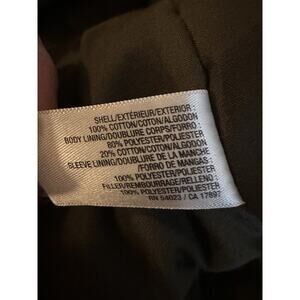 SHELL/EXTÉRIEUR/EXTERIOR :
100% COTTON/COTON/ALGODON
BODY LINING/DOUBLURE CORPS/FORRO :
80% POLYESTER/POLIESTER
20% COTTON/COTON/ALGODON
SLEEVE LINING/DOUBLURE DE LA MANCHE
/FORRO DE MANGAS :
100% POLYESTER/POLIESTER
FILLER/REMBOURRAGE/RELLENO :
100% POLYESTER/POLIESTER
RN 54023 / CA 17897